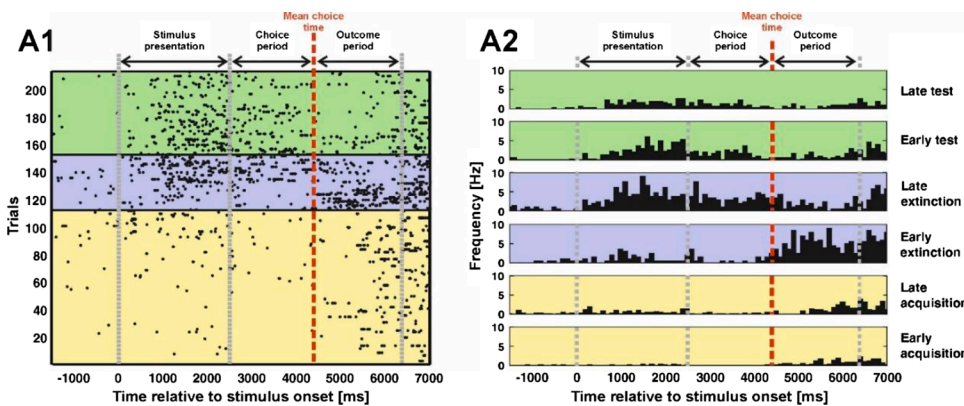 A1
Stimulus presentation
Choice period
Mean choice time
Outcome period
Trials
200
180
160
140
120
100
80
60
40
20
-1000 0 1000 2000 3000 4000 5000 6000 7000
Time relative to stimulus onset [ms]
A2
Stimulus presentation
Choice period
Mean choice time
Outcome period
Frequency [Hz]
10
5
0
Late test
10
5
0
Early test
10
5
0
Late extinction
10
5
0
Early extinction
10
5
0
Late acquisition
10
5
0
Early acquisition
-1000 0 1000 2000 3000 4000 5000 6000 7000
Time relative to stimulus onset [ms]